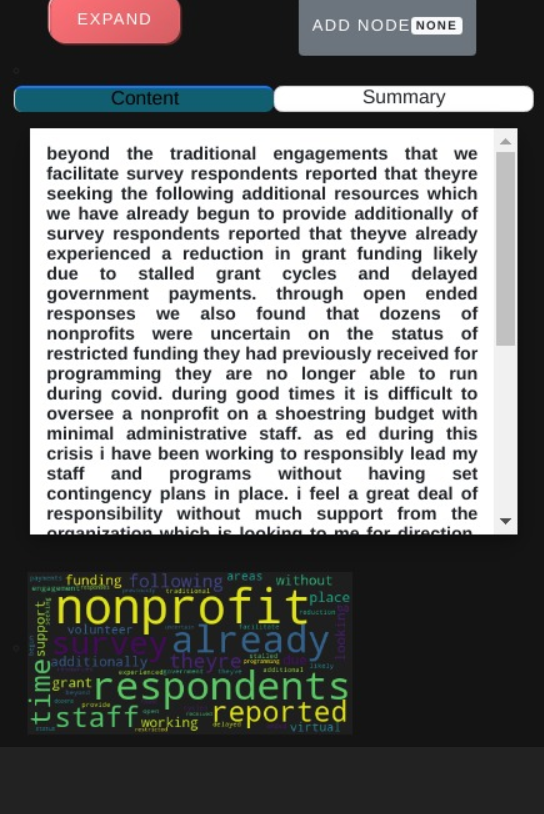 EXPAND
ADD NODE NONE
Content
Summary
beyond the traditional engagements that we
facilitate survey respondents reported that theyre
seeking the following additional resources which
we have already begun to provide additionally of
survey respondents reported that theyve already
experienced a reduction in grant funding likely
due to stalled grant cycles and delayed
government payments. through open ended
responses we also found that dozens of
nonprofits were uncertain on the status of
restricted funding they had previously received for
programming they are no longer able to run
during covid. during good times it is difficult to
oversee a nonprofit on a shoestring budget with
minimal administrative staff. as ed during this
crisis i have been working to responsibly lead my
staff and programs without having set
contingency plans in place. i feel a great deal of
responsibility without much support from the
organization which is looking to me for direction.
payments funding following areas without
engagement traditional place
nonprofit reduction
support seeking volunteer facilitate looking
survey already
additionally theyre stalled programming likely
experienced government theyve additional
time grant respondents
beyond dozens provide
staff open received reported
working delayed virtual
status restricted